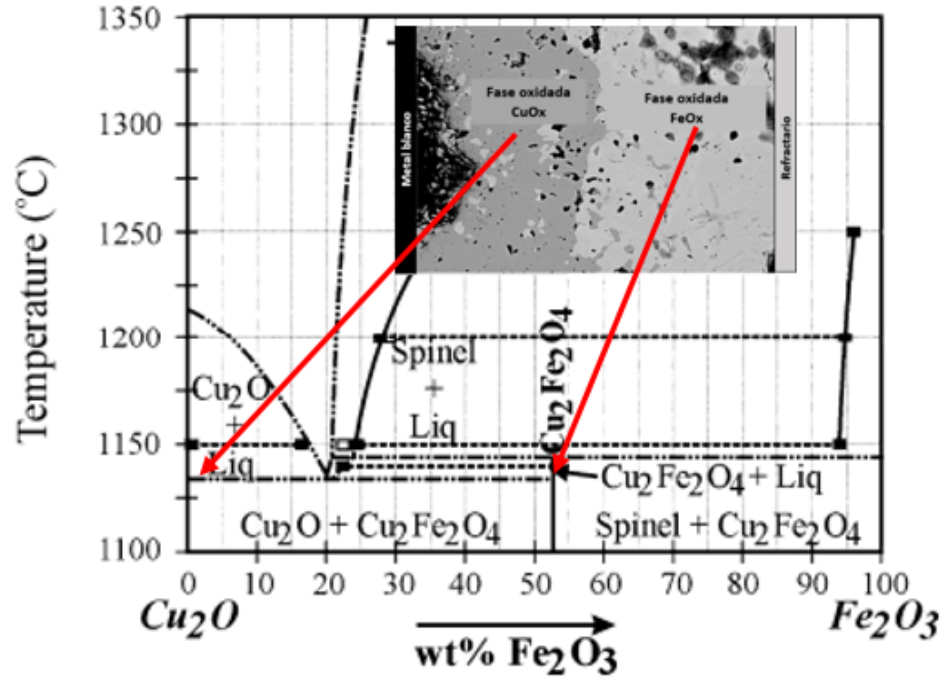 1350
1300
1250
1200
1150
1100
Temperature (°C)
Metal blanco
Fase oxidada
CuOx
Fase oxidada
FeOx
Refractario
Spinel
+
Liq
Cu2O
+
Liq
Cu2Fe2O4
Cu2Fe2O4 + Liq
Cu2O + Cu2Fe2O4
Spinel + Cu2Fe2O4
0 10 20 30 40 50 60 70 80 90 100
Cu2O
Fe2O3
wt% Fe2O3